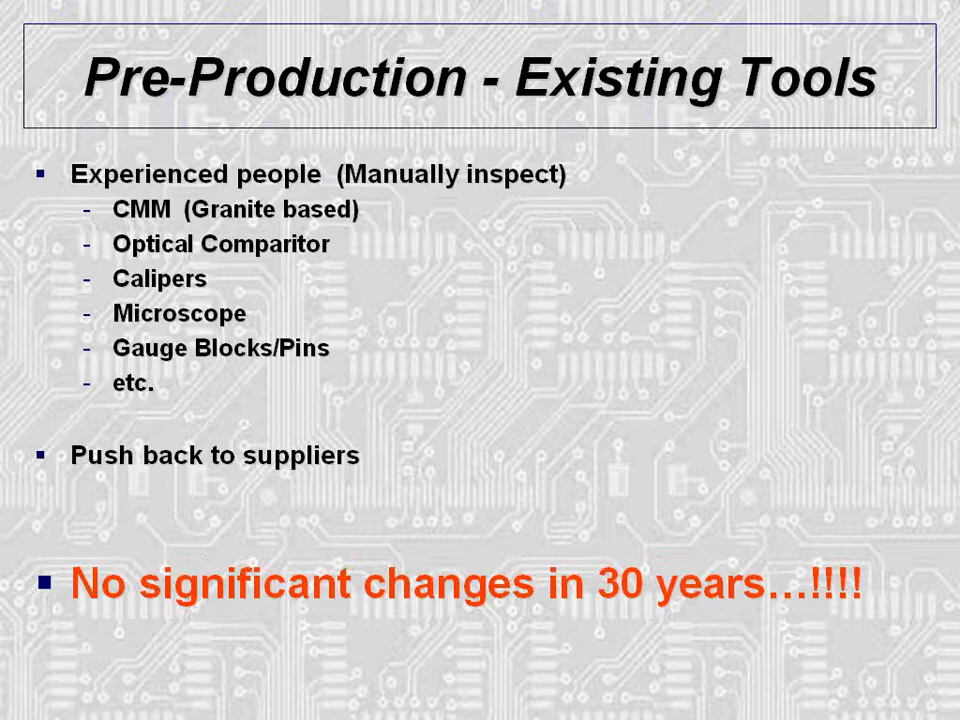 Pre-Production - Existing Tools
▪ Experienced people (Manually inspect)
- CMM (Granite based)
- Optical Comparitor
- Calipers
- Microscope
- Gauge Blocks/Pins
- etc.
▪ Push back to suppliers
▪ No significant changes in 30 years…!!!!